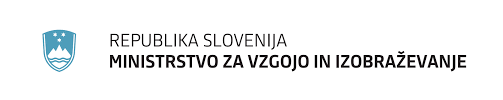 REPUBLIKA SLOVENIJA
MINISTRSTVO ZA VZGOJO IN IZOBRAŽEVANJE